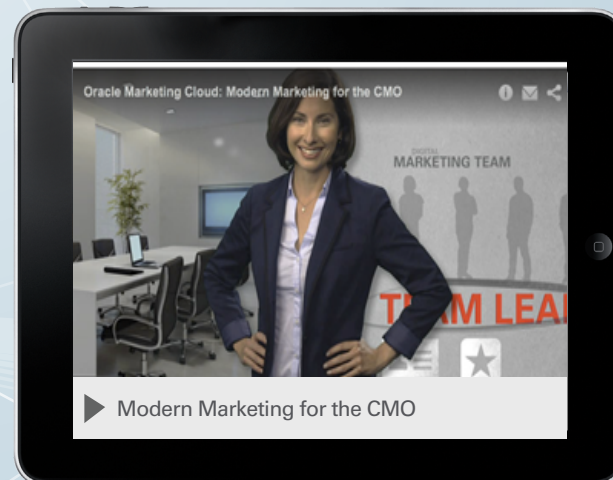 Oracle Marketing Cloud: Modern Marketing for the CMO
DIGITAL
MARKETING TEAM
TEAM LEA
Modern Marketing for the CMO